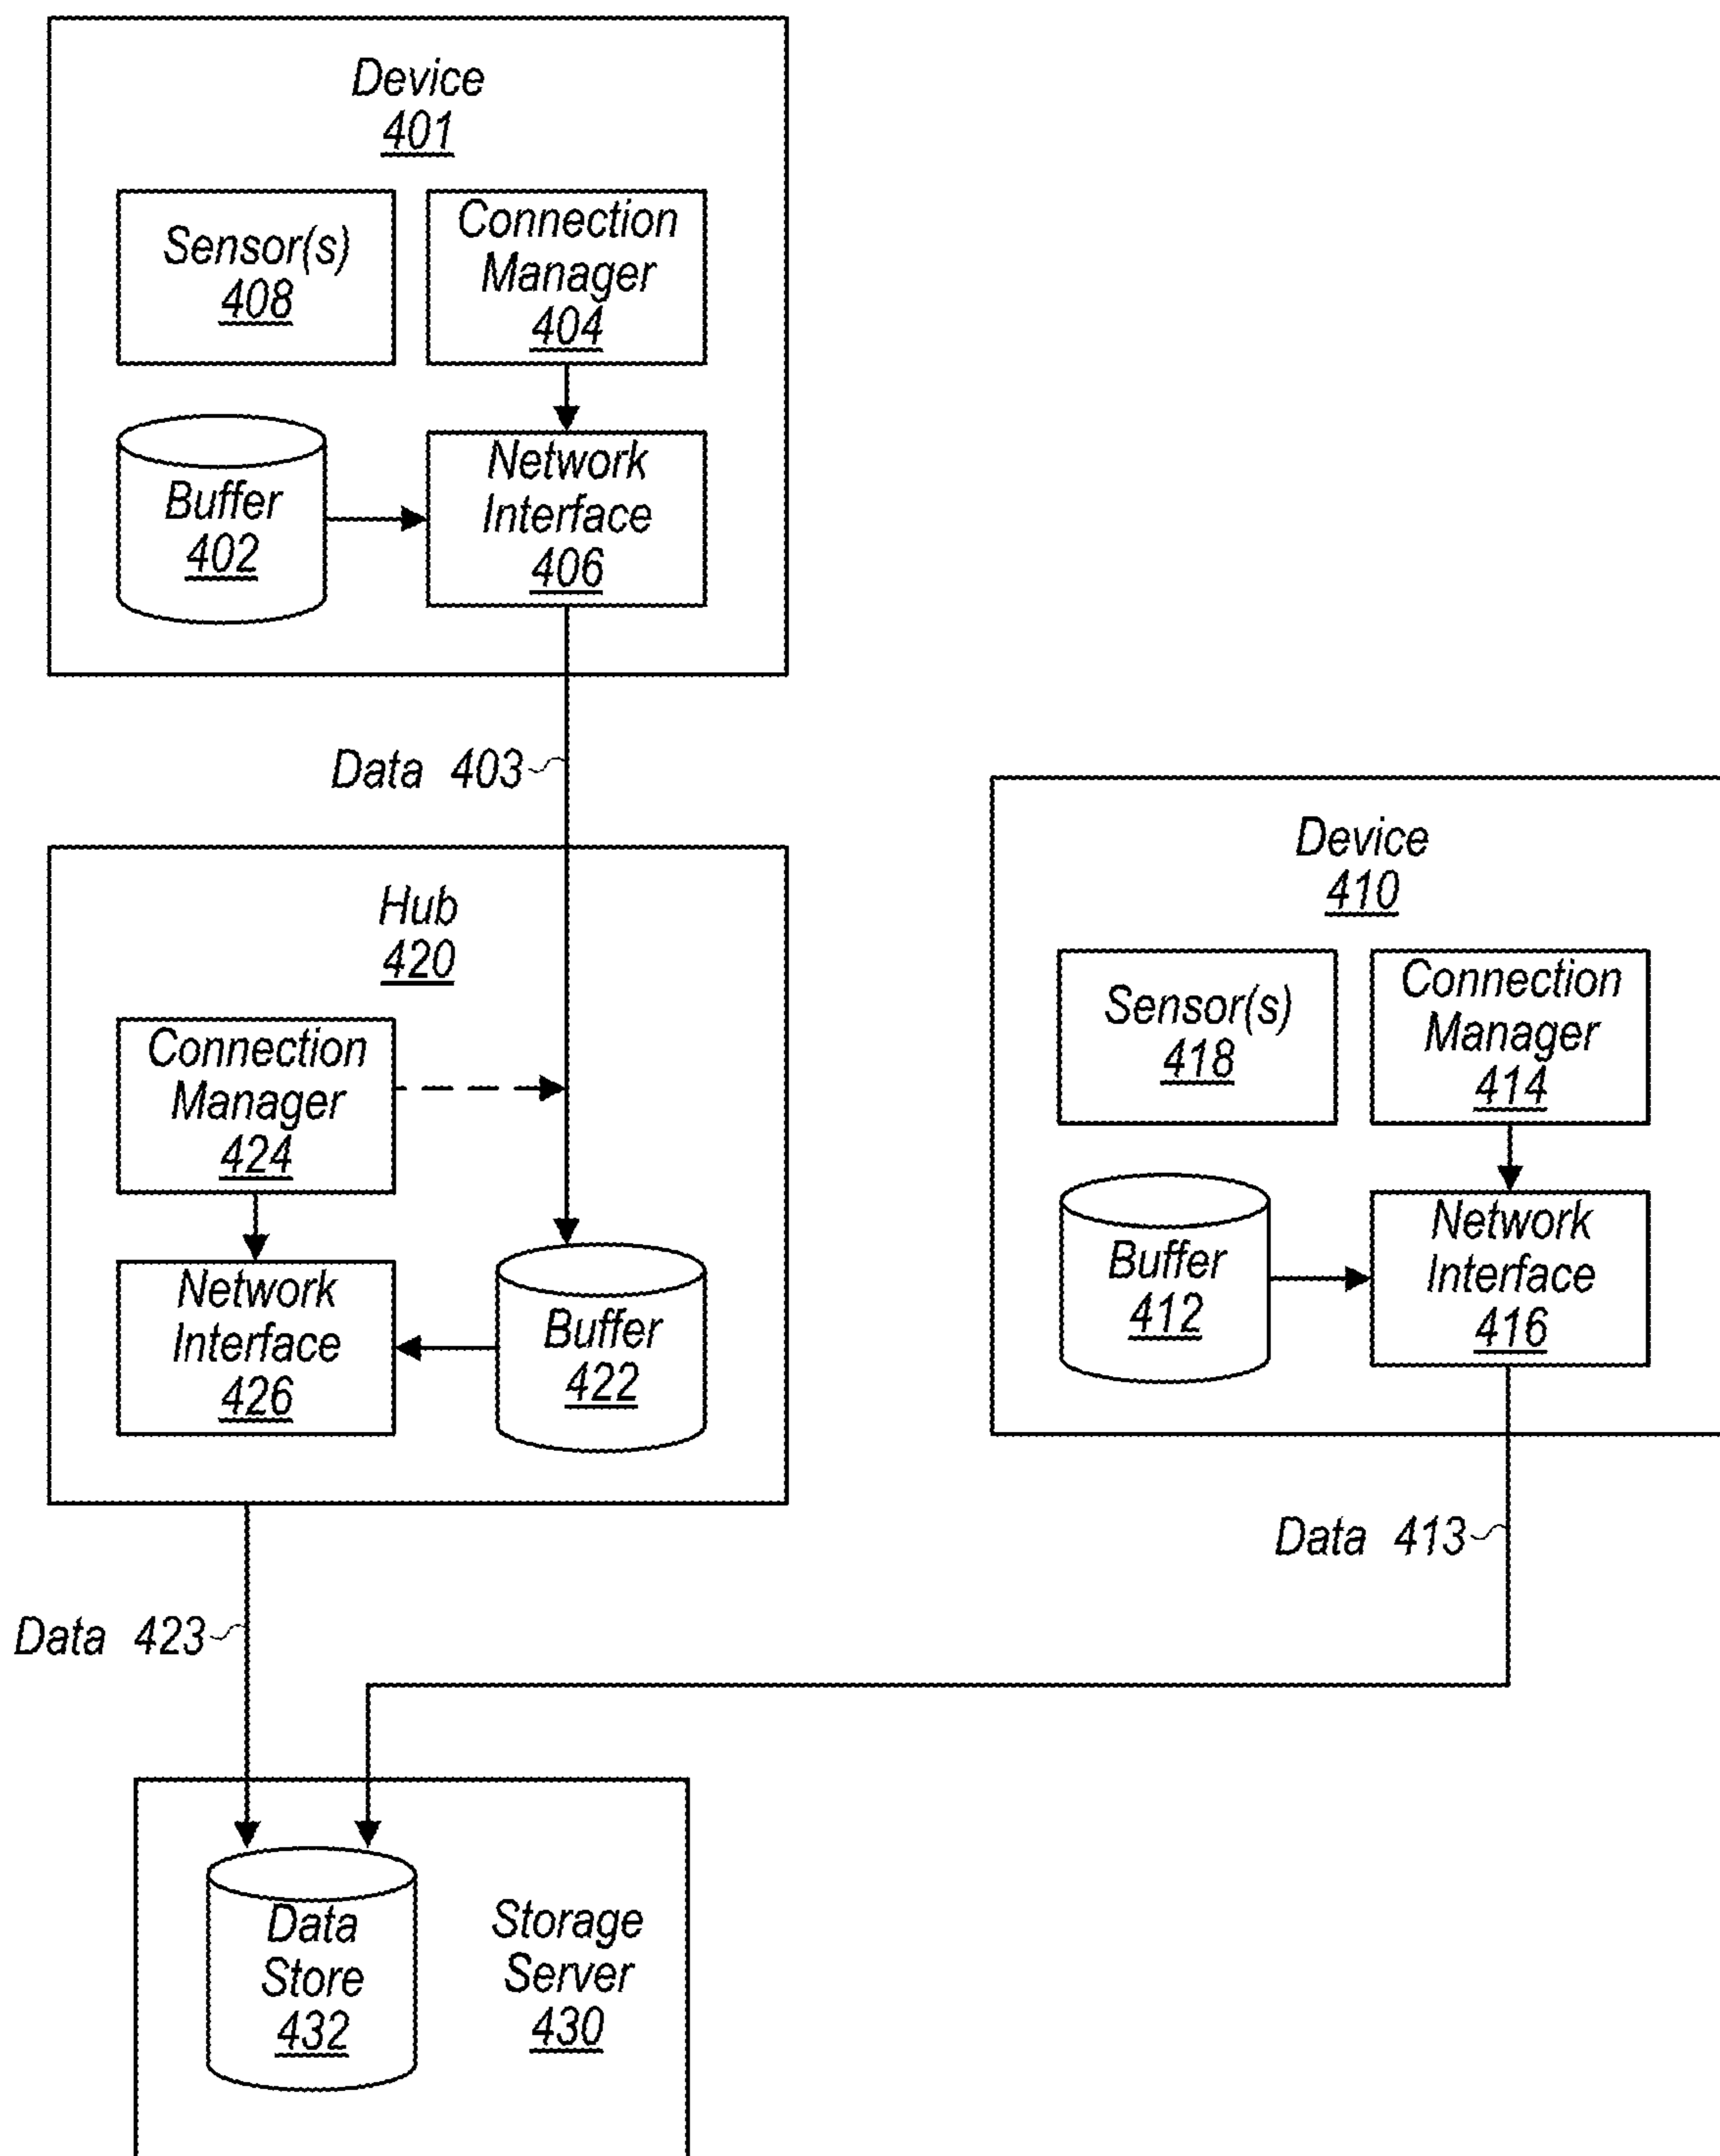 Device
401
Sensor(s)
408
Connection
Manager
404
Buffer
402
Network
Interface
406
Data 403
Hub
420
Connection
Manager
424
Network
Interface
426
Buffer
422
Device
410
Sensor(s)
418
Connection
Manager
414
Buffer
412
Network
Interface
416
Data 413
Data 423
Data
Store
432
Storage
Server
430